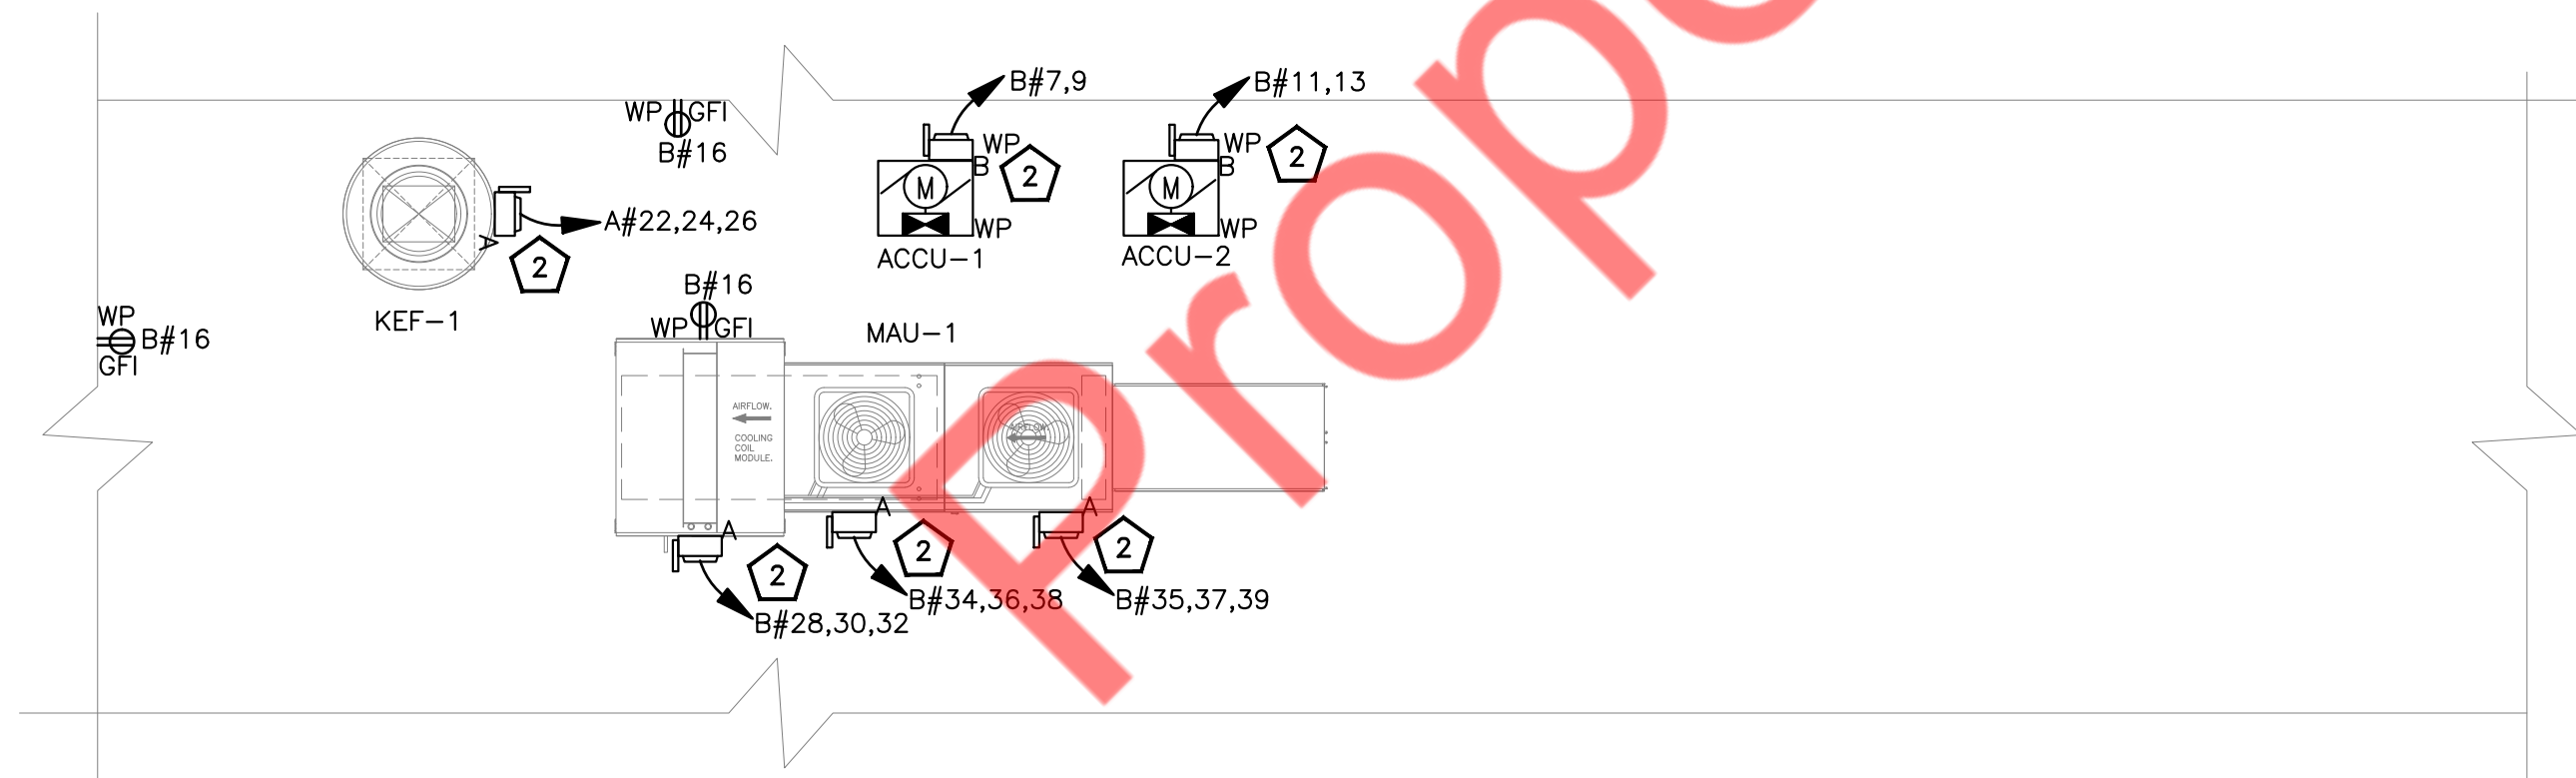 B#7,9
B#11,13
WP GFI
B#16
WP
B
2
M
WP
ACCU-1
WP
B
2
M
WP
ACCU-2
A#22,24,26
A
2
KEF-1
WP
B#16
GFI
B#16
WP GFI
MAU-1
AIRFLOW.
COOLING
COIL
MODULE.
AIRFLOW.
A
2
B#28,30,32
A
2
B#34,36,38
A
2
B#35,37,39
Prope